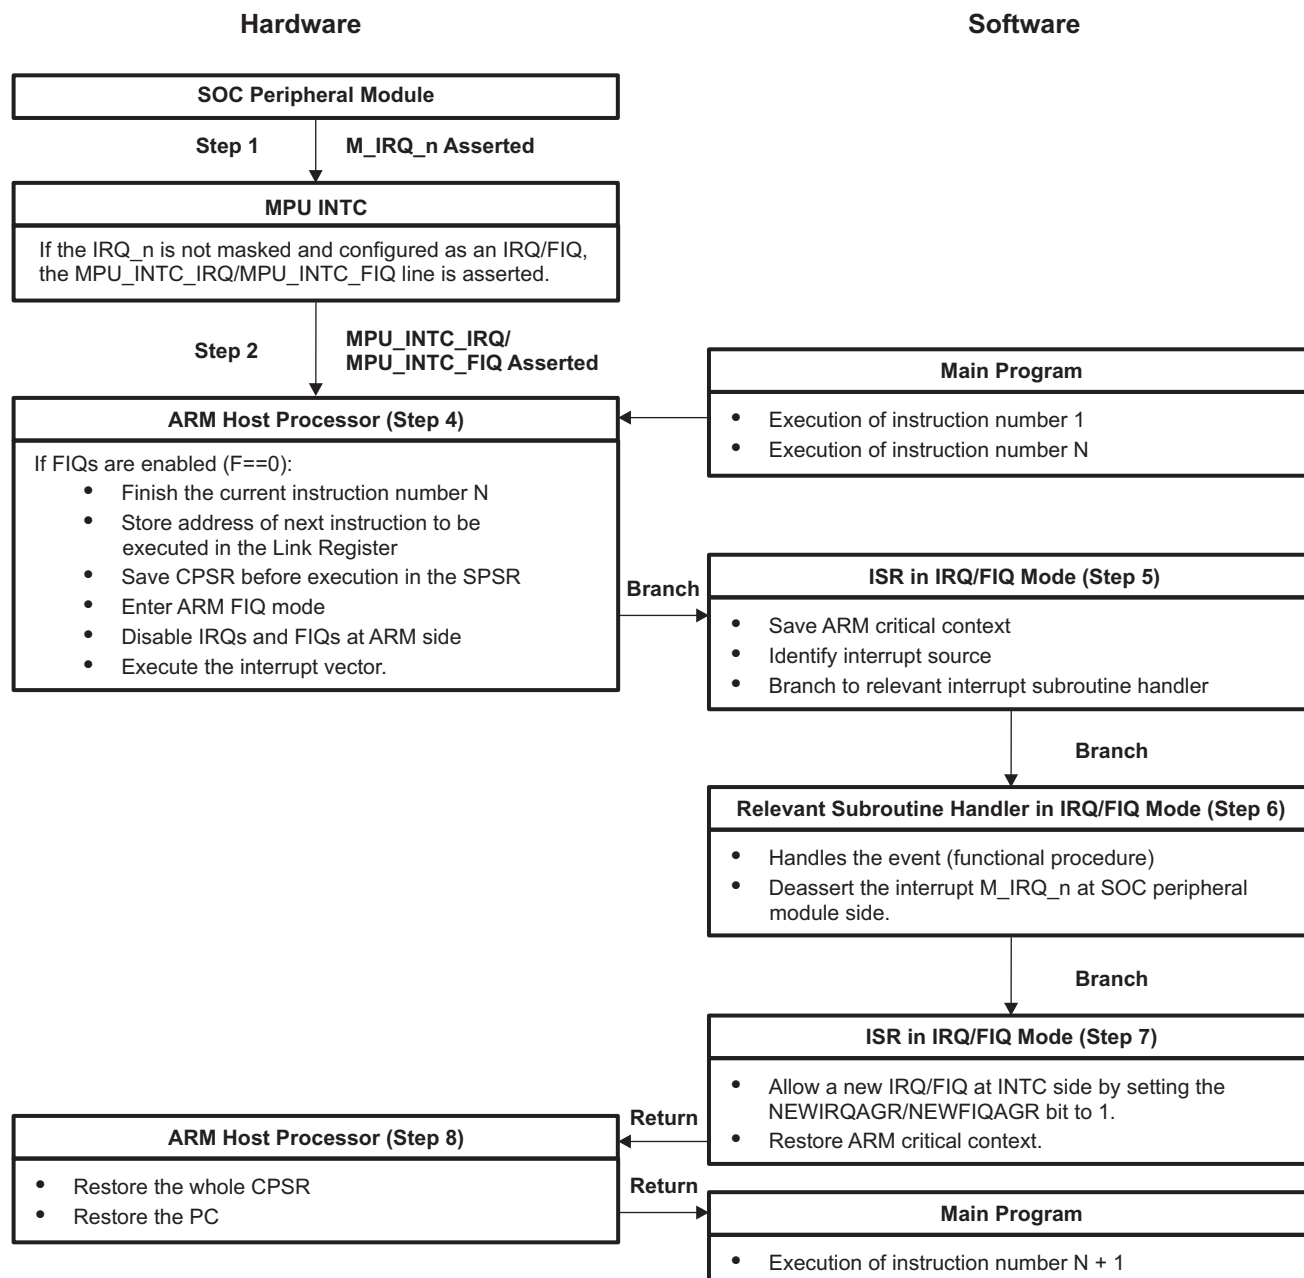 Hardware
Software
SOC Peripheral Module
Step 1
M_IRQ_n Asserted
MPU INTC
If the IRQ_n is not masked and configured as an IRQ/FIQ,
the MPU_INTC_IRQ/MPU_INTC_FIQ line is asserted.
Step 2
MPU_INTC_IRQ/
MPU_INTC_FIQ Asserted
Main Program
• Execution of instruction number 1
• Execution of instruction number N
ARM Host Processor (Step 4)
If FIQs are enabled (F==0):
• Finish the current instruction number N
• Store address of next instruction to be
executed in the Link Register
• Save CPSR before execution in the SPSR
• Enter ARM FIQ mode
• Disable IRQs and FIQs at ARM side
• Execute the interrupt vector.
Branch
ISR in IRQ/FIQ Mode (Step 5)
• Save ARM critical context
• Identify interrupt source
• Branch to relevant interrupt subroutine handler
Branch
Relevant Subroutine Handler in IRQ/FIQ Mode (Step 6)
• Handles the event (functional procedure)
• Deassert the interrupt M_IRQ_n at SOC peripheral
module side.
Branch
ISR in IRQ/FIQ Mode (Step 7)
• Allow a new IRQ/FIQ at INTC side by setting the
NEWIRQAGR/NEWFIQAGR bit to 1.
• Restore ARM critical context.
Return
ARM Host Processor (Step 8)
• Restore the whole CPSR
• Restore the PC
Return
Main Program
• Execution of instruction number N + 1